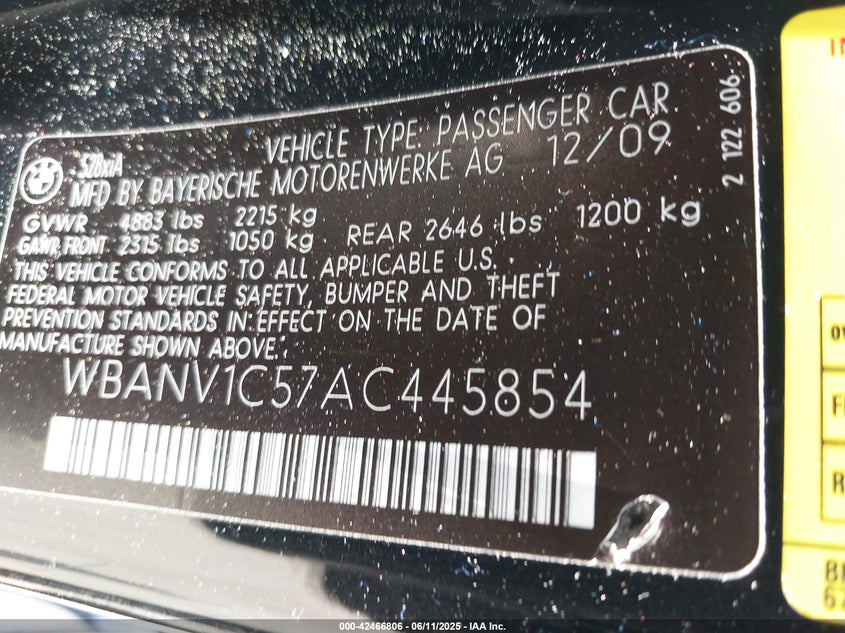 528xiA
VEHICLE TYPE: PASSENGER CAR
MFD BY BAYERISCHE MOTORENWERKE AG 12/09
GVWR 4883 lbs 2215 kg
GAWR FRONT 2315 lbs 1050 kg REAR 2646 lbs 1200 kg
THIS VEHICLE CONFORMS TO ALL APPLICABLE U.S.
FEDERAL MOTOR VEHICLE SAFETY, BUMPER AND THEFT
PREVENTION STANDARDS IN EFFECT ON THE DATE OF
MANUFACTURE SHOWN ABOVE.
WBANV1C57AC445854
2 122 606
000-42466806 - 06/11/2025 - IAA Inc.